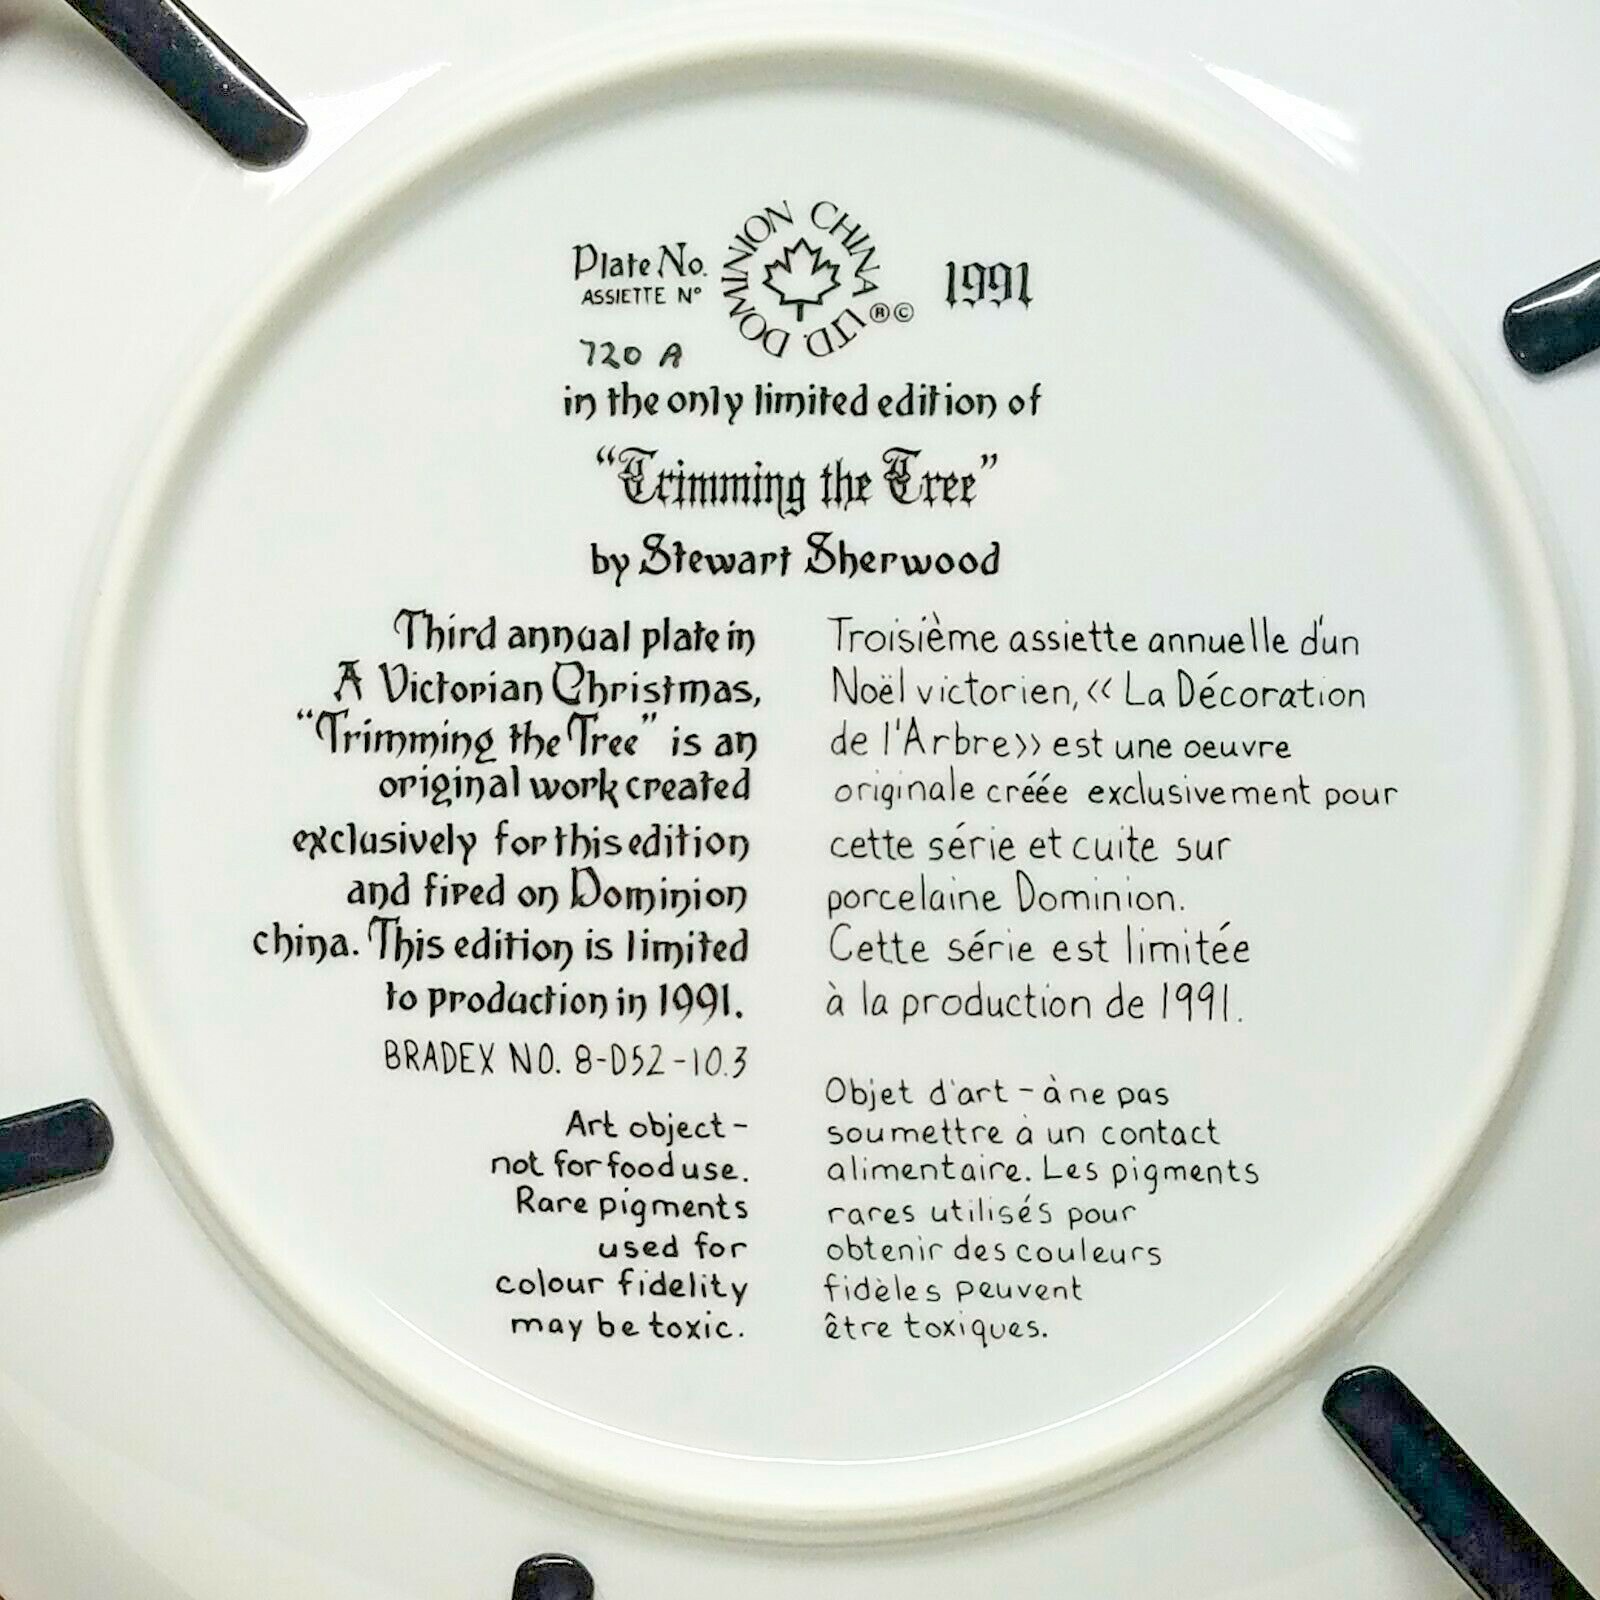 Plate No.
ASSIETTE Nº
720 A
DOMINION CHINA LTD.
®©
1991
in the only limited edition of
"Trimming the Tree"
by Stewart Sherwood
Third annual plate in
A Victorian Christmas,
"Trimming the Tree" is an
original work created
exclusively for this edition
and fired on Dominion
china. This edition is limited
to production in 1991.
BRADEX NO. 8-D52-10.3
Art object-
not for food use.
Rare pigments
used for
colour fidelity
may be toxic.
Troisième assiette annuelle d'un
Noël victorien, << La Décoration
de l'Arbre>> est une oeuvre
originale créée exclusivement pour
cette série et cuite sur
porcelaine Dominion.
Cette série est limitée
à la production de 1991.
Objet d'art - à ne pas
soumettre à un contact
alimentaire. Les pigments
rares utilisés pour
obtenir des couleurs
fidèles peuvent
être toxiques.